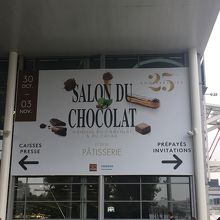 30
OCT.
→
03
NOV.
25
SALON DU
CHOCOLAT
PÂTISSERIE
CAISSES
PRESSE
PRÉPAYÉS
INVITATIONS